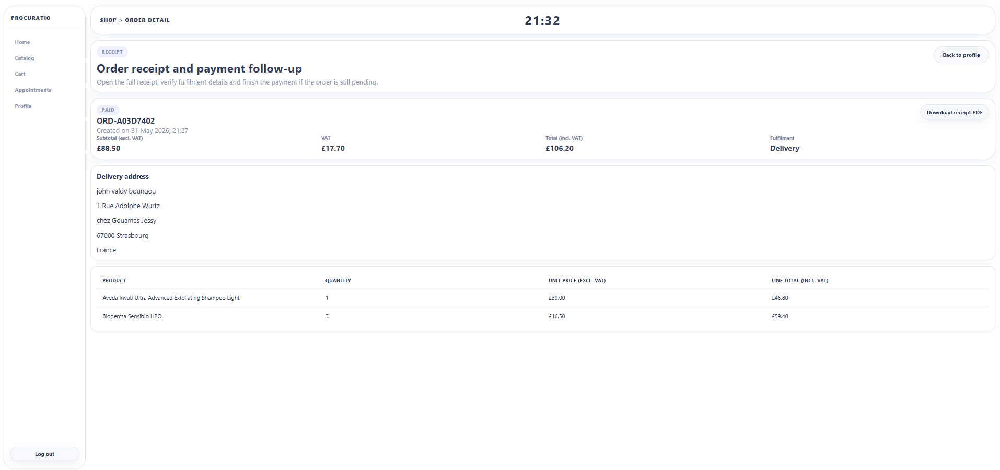 PROCURATIO
Home
Catalog
Cart
Appointments
Profile
Log out
SHOP > ORDER DETAIL
21:32
RECEIPT
Order receipt and payment follow-up
Open the full receipt, verify fulfilment details and finish the payment if the order is still pending.
Back to profile
PAID
ORD-A03D7402
Created on 31 May 2026, 21:27
Download receipt PDF
Subtotal (excl. VAT) VAT Total (incl. VAT) Fulfilment
£88.50 £17.70 £106.20 Delivery
Delivery address
john valdy boungou
1 Rue Adolphe Wurtz
chez Gouamas Jessy
67000 Strasbourg
France
PRODUCT QUANTITY UNIT PRICE (EXCL. VAT) LINE TOTAL (INCL. VAT)
Aveda Invati Ultra Advanced Exfoliating Shampoo Light 1 £39.00 £46.80
Bioderma Sensibio H2O 3 £16.50 £59.40